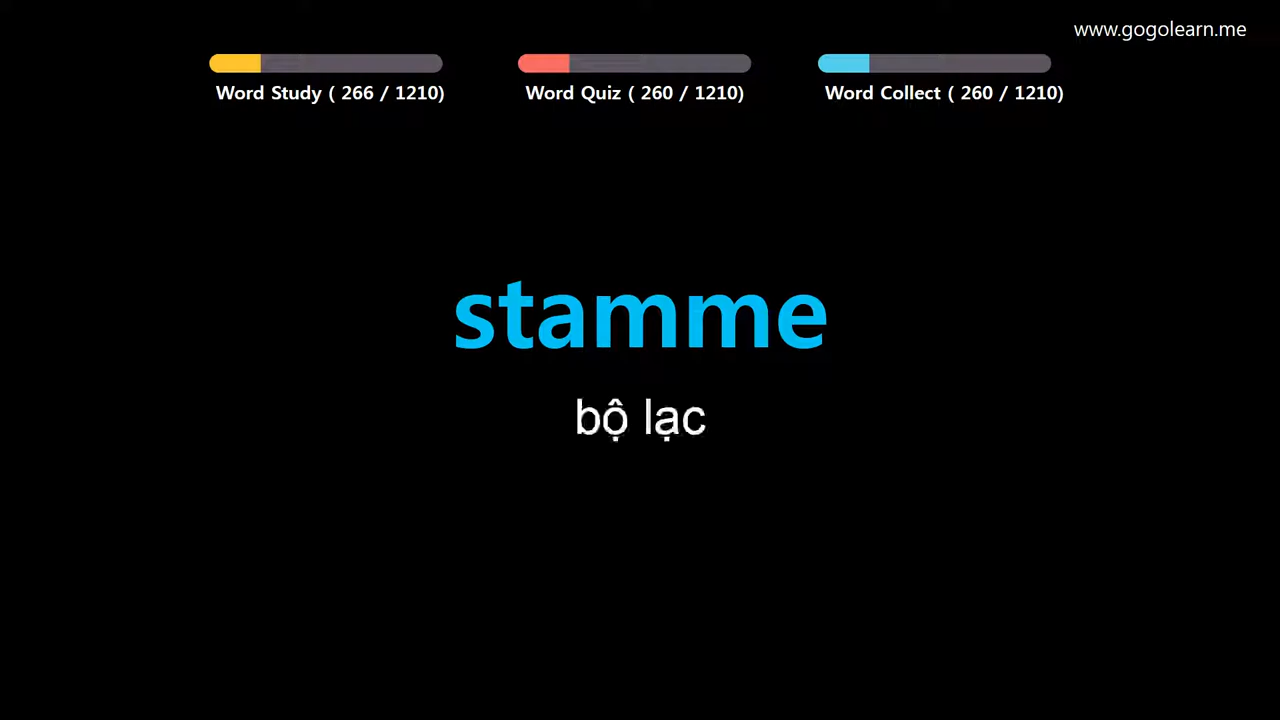 www.gogolearn.me
Word Study ( 266 / 1210)
Word Quiz ( 260 / 1210)
Word Collect ( 260 / 1210)
stamme
bộ lạc